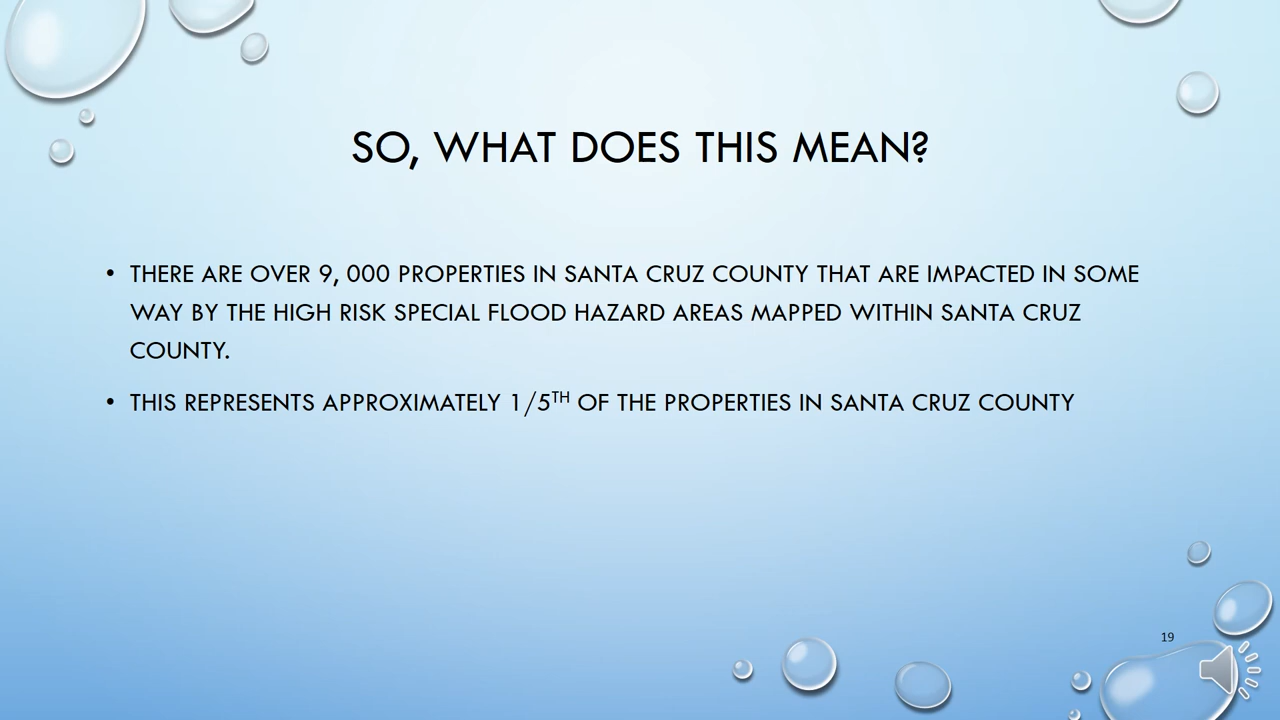 SO, WHAT DOES THIS MEAN?
• THERE ARE OVER 9, 000 PROPERTIES IN SANTA CRUZ COUNTY THAT ARE IMPACTED IN SOME
WAY BY THE HIGH RISK SPECIAL FLOOD HAZARD AREAS MAPPED WITHIN SANTA CRUZ
COUNTY.
• THIS REPRESENTS APPROXIMATELY 1/5TH OF THE PROPERTIES IN SANTA CRUZ COUNTY
19